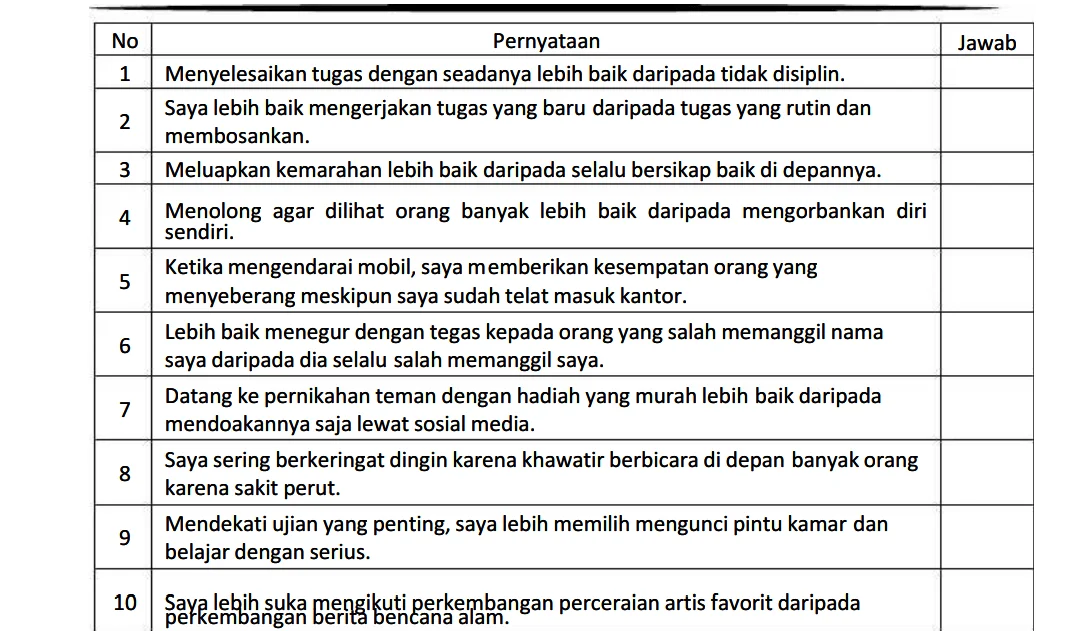 No Pernyataan Jawab
1 Menyelesaikan tugas dengan seadanya lebih baik daripada tidak disiplin.
2 Saya lebih baik mengerjakan tugas yang baru daripada tugas yang rutin dan
membosankan.
3 Meluapkan kemarahan lebih baik daripada selalu bersikap baik di depannya.
4 Menolong agar dilihat orang banyak lebih baik daripada mengorbankan diri
sendiri.
5 Ketika mengendarai mobil, saya memberikan kesempatan orang yang
menyeberang meskipun saya sudah telat masuk kantor.
6 Lebih baik menegur dengan tegas kepada orang yang salah memanggil nama
saya daripada dia selalu salah memanggil saya.
7 Datang ke pernikahan teman dengan hadiah yang murah lebih baik daripada
mendoakannya saja lewat sosial media.
8 Saya sering berkeringat dingin karena khawatir berbicara di depan banyak orang
karena sakit perut.
9 Mendekati ujian yang penting, saya lebih memilih mengunci pintu kamar dan
belajar dengan serius.
10 Saya lebih suka mengikuti perkembangan perceraian artis favorit daripada
perkembangan berita bencana alam.